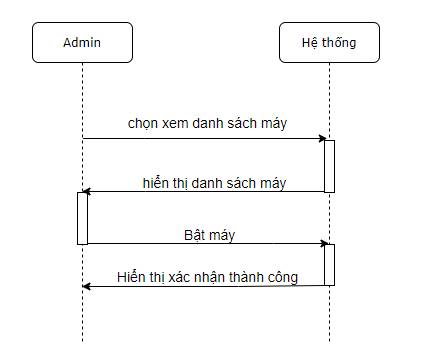 Admin
Hệ thống
chọn xem danh sách máy
hiển thị danh sách máy
Bật máy
Hiển thị xác nhận thành công